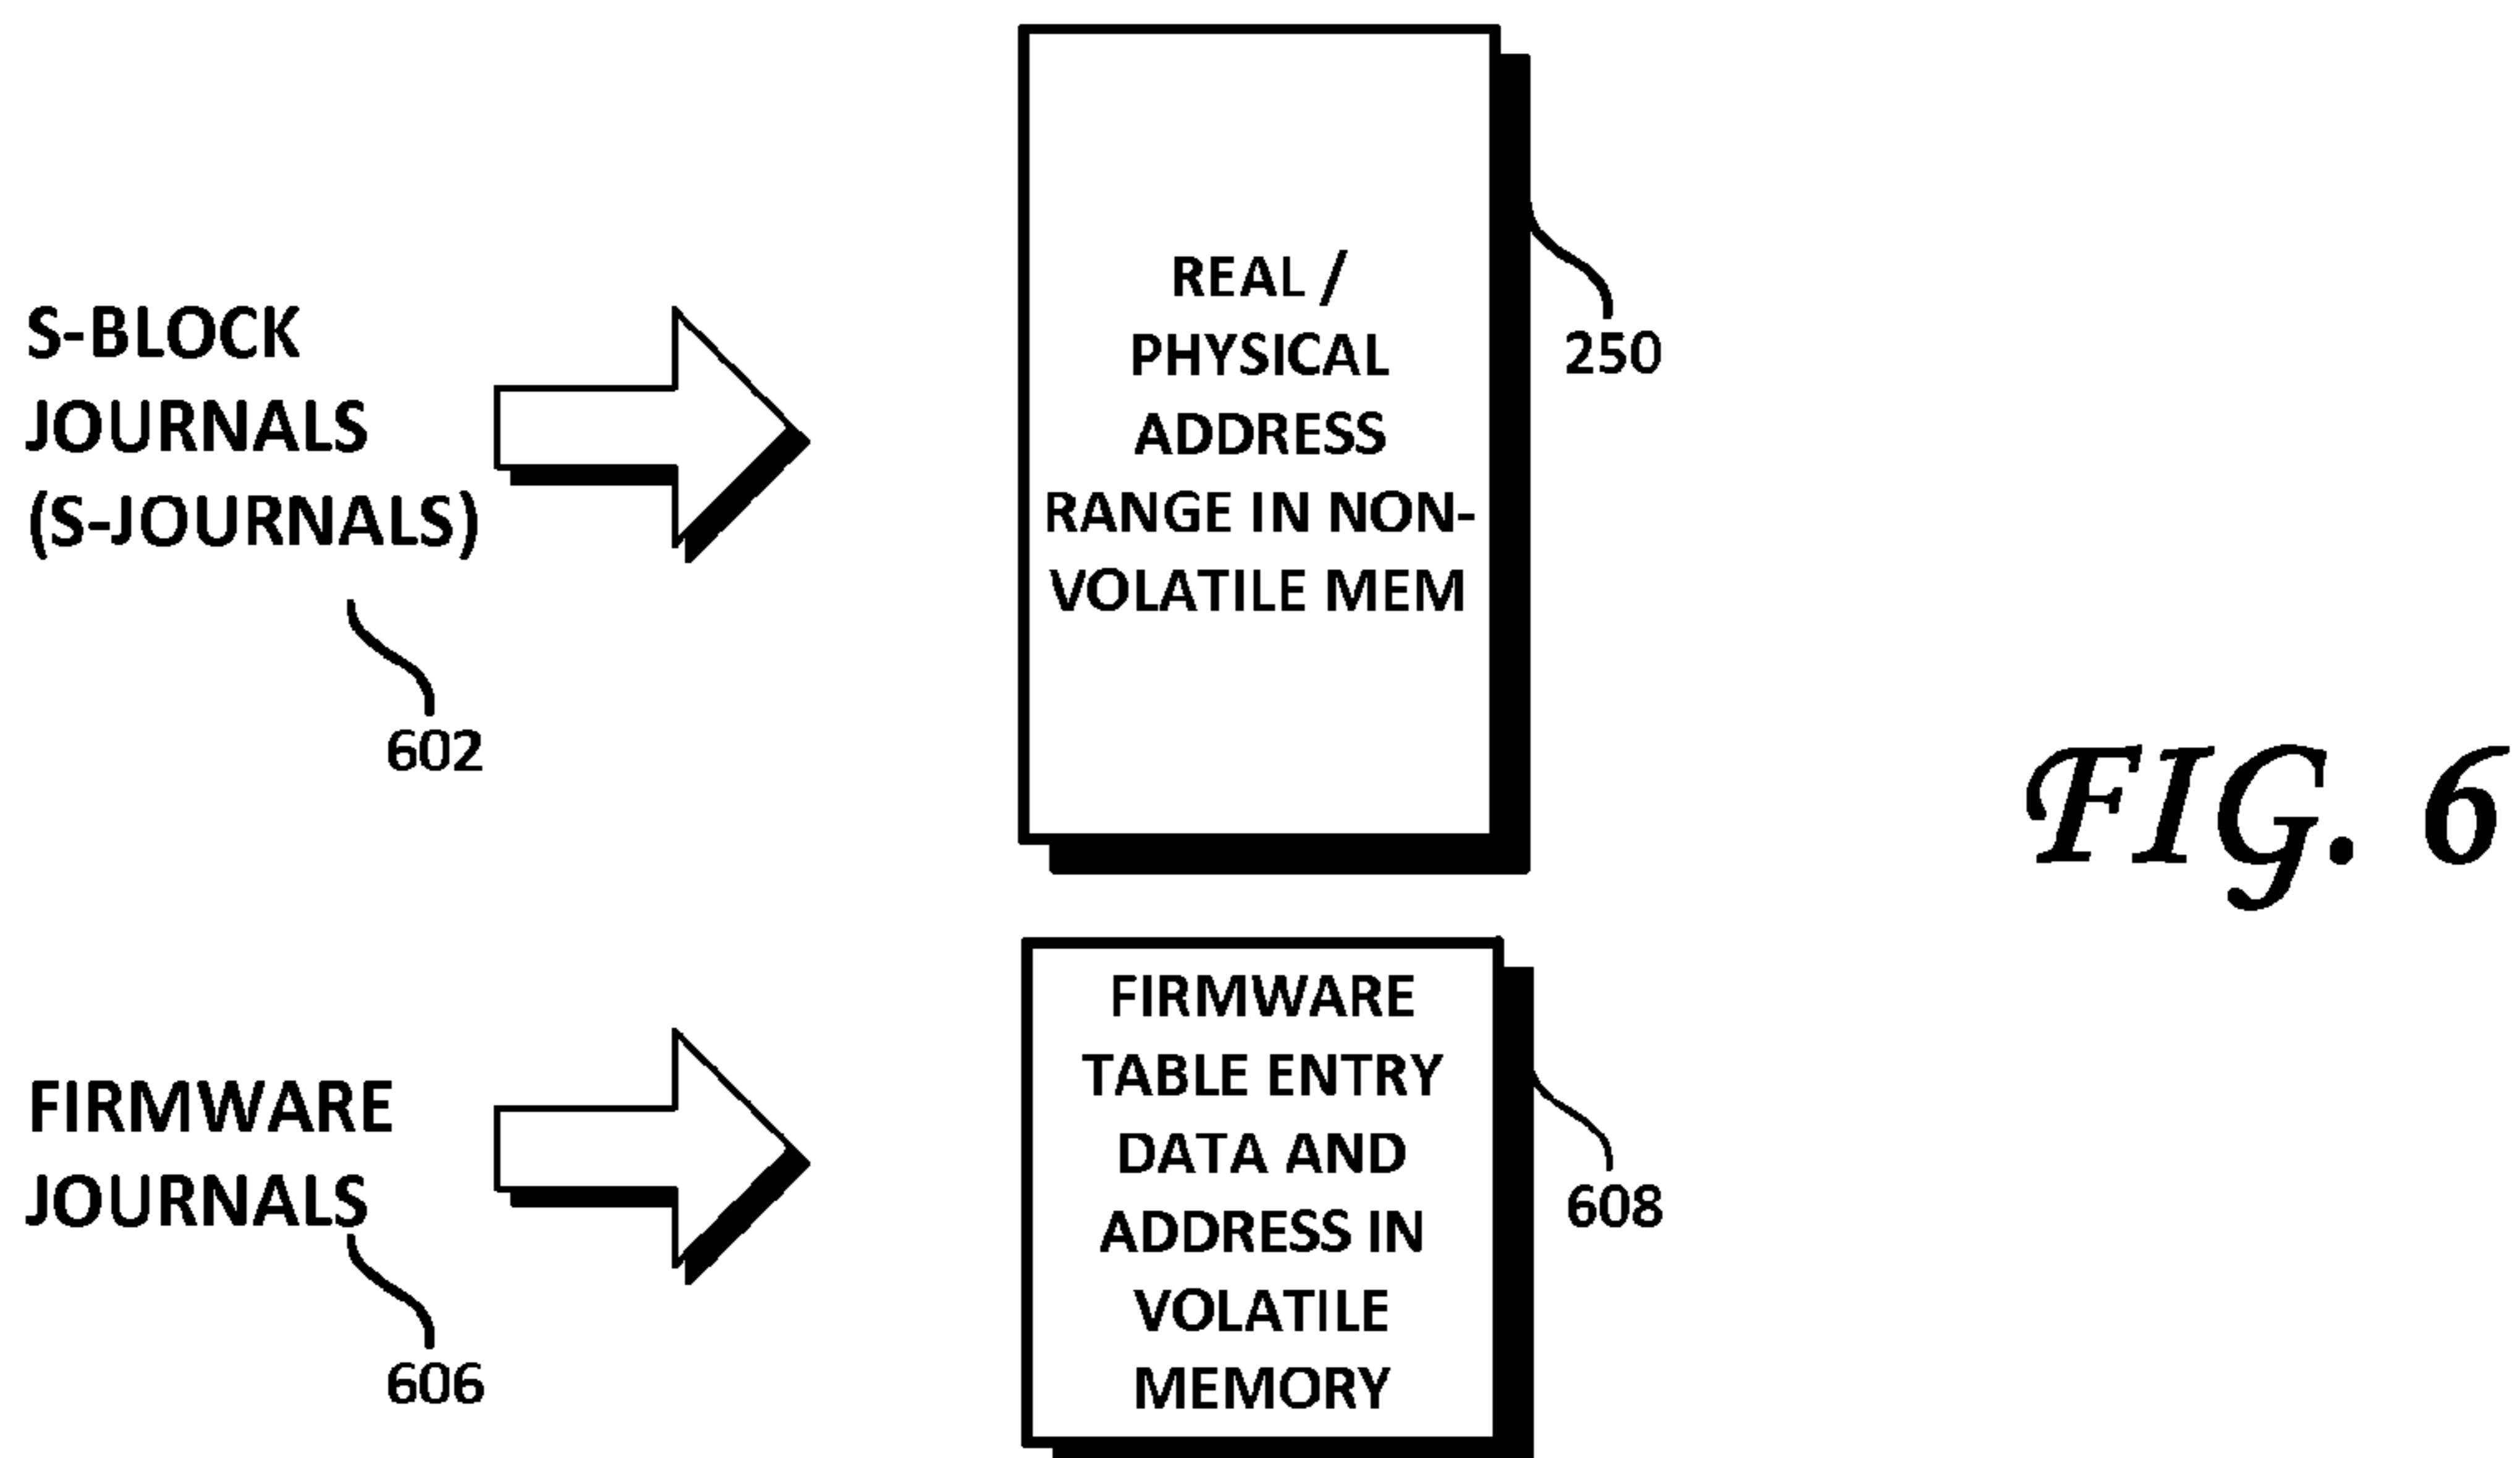 S-BLOCK
JOURNALS
(S-JOURNALS)
602
REAL /
PHYSICAL
ADDRESS
RANGE IN NON-
VOLATILE MEM
250
FIRMWARE
JOURNALS
606
FIRMWARE
TABLE ENTRY
DATA AND
ADDRESS IN
VOLATILE
MEMORY
608
FIG. 6